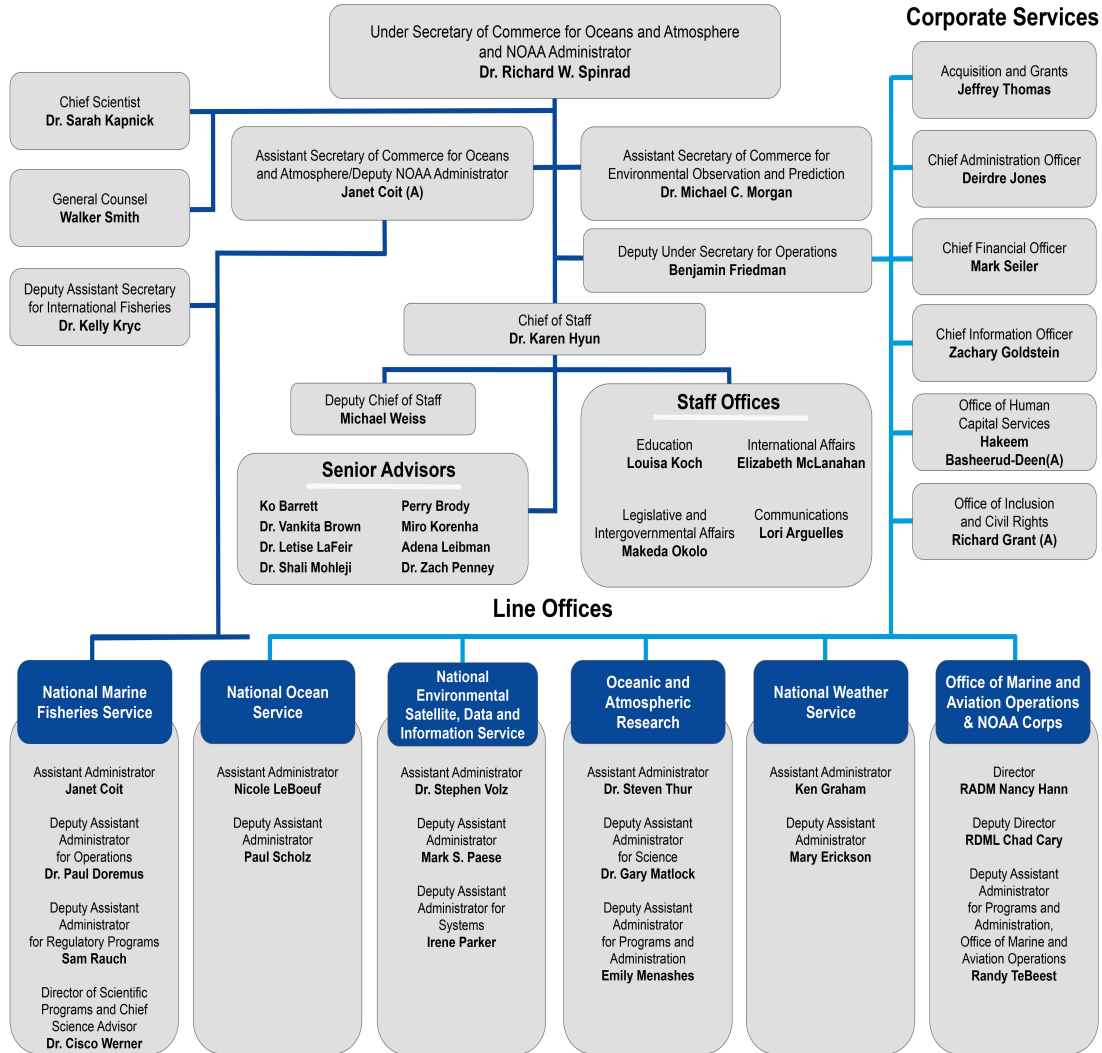 Under Secretary of Commerce for Oceans and Atmosphere
and NOAA Administrator
Dr. Richard W. Spinrad
Corporate Services
Chief Scientist
Dr. Sarah Kapnick
General Counsel
Walker Smith
Assistant Secretary of Commerce for Oceans
and Atmosphere/Deputy NOAA Administrator
Janet Coit (A)
Assistant Secretary of Commerce for
Environmental Observation and Prediction
Dr. Michael C. Morgan
Deputy Under Secretary for Operations
Benjamin Friedman
Deputy Assistant Secretary
for International Fisheries
Dr. Kelly Kryc
Chief of Staff
Dr. Karen Hyun
Deputy Chief of Staff
Michael Weiss
Senior Advisors
Ko Barrett
Dr. Vankita Brown
Dr. Letise LaFeir
Dr. Shali Mohleji
Perry Brody
Miro Korenha
Adena Leibman
Dr. Zach Penney
Staff Offices
Education
Louisa Koch
International Affairs
Elizabeth McLanahan
Legislative and
Intergovernmental Affairs
Makeda Okolo
Communications
Lori Arguelles
Acquisition and Grants
Jeffrey Thomas
Chief Administration Officer
Deirdre Jones
Chief Financial Officer
Mark Seiler
Chief Information Officer
Zachary Goldstein
Office of Human
Capital Services
Hakeem
Basheerud-Deen(A)
Office of Inclusion
and Civil Rights
Richard Grant (A)
Line Offices
National Marine
Fisheries Service
Assistant Administrator
Janet Coit
Deputy Assistant
Administrator
for Operations
Dr. Paul Doremus
Deputy Assistant
Administrator
for Regulatory Programs
Sam Rauch
Director of Scientific
Programs and Chief
Science Advisor
Dr. Cisco Werner
National Ocean
Service
Assistant Administrator
Nicole LeBoeuf
Deputy Assistant
Administrator
Paul Scholz
National
Environmental
Satellite, Data and
Information Service
Assistant Administrator
Dr. Stephen Volz
Deputy Assistant
Administrator
Mark S. Paese
Deputy Assistant
Administrator for
Systems
Irene Parker
Oceanic and
Atmospheric
Research
Assistant Administrator
Dr. Steven Thur
Deputy Assistant
Administrator
for Science
Dr. Gary Matlock
Deputy Assistant
Administrator
for Programs and
Administration
Emily Menashes
National Weather
Service
Assistant Administrator
Ken Graham
Deputy Assistant
Administrator
Mary Erickson
Office of Marine and
Aviation Operations
& NOAA Corps
Director
RADM Nancy Hann
Deputy Director
RDML Chad Cary
Deputy Assistant
Administrator
for Programs and
Administration,
Office of Marine and
Aviation Operations
Randy TeBeest